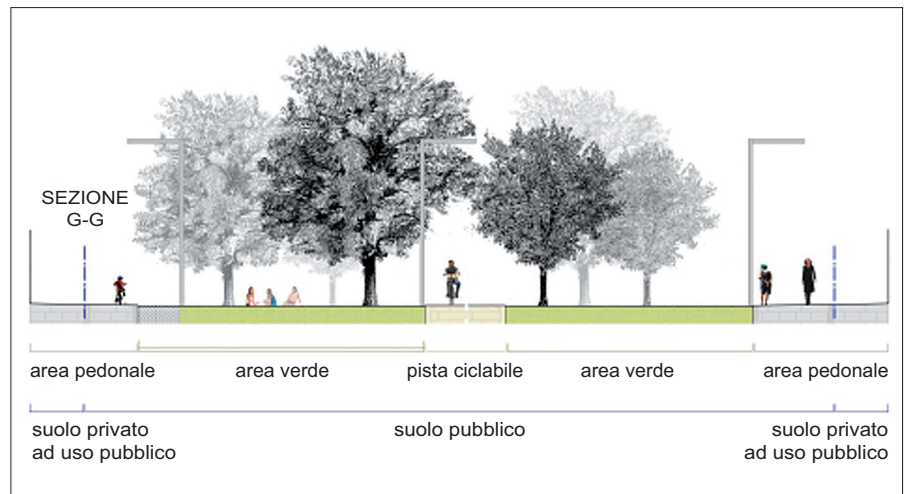 SEZIONE
G-G
area pedonale
area verde
pista ciclabile
area verde
area pedonale
suolo privato
ad uso pubblico
suolo pubblico
suolo privato
ad uso pubblico